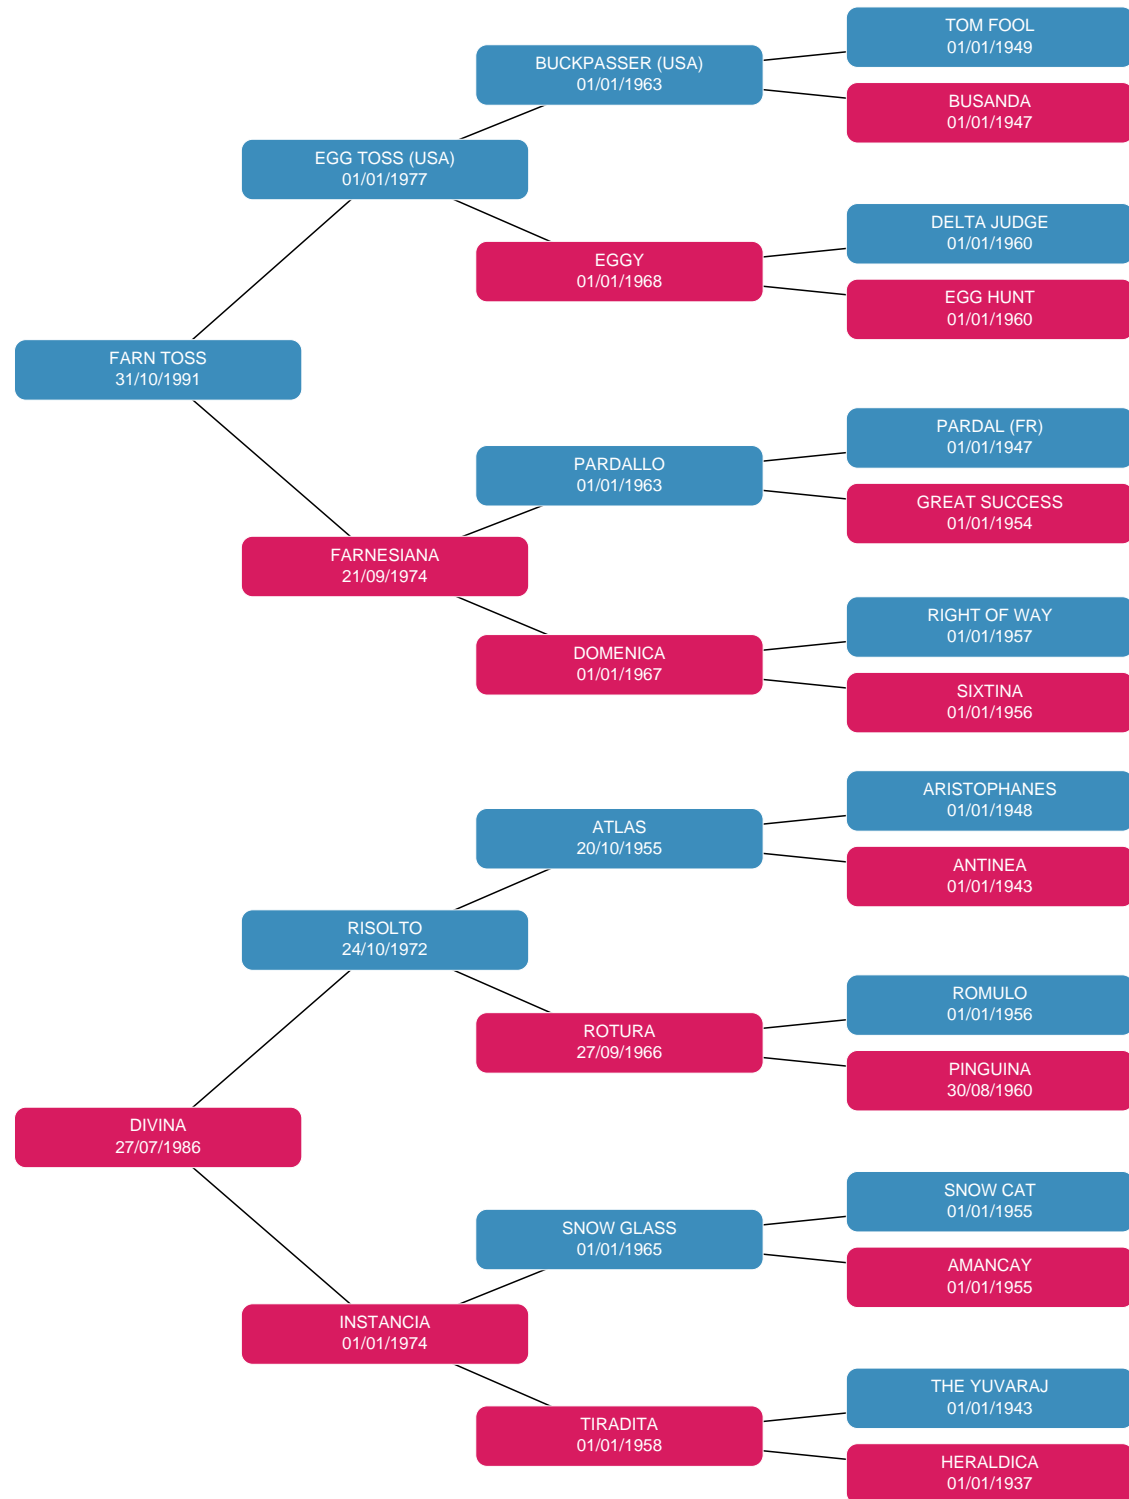 TOM FOOL
01/01/1949
BUCKPASSER (USA)
01/01/1963
BUSANDA
01/01/1947
EGG TOSS (USA)
01/01/1977
DELTA JUDGE
01/01/1960
EGGY
01/01/1968
EGG HUNT
01/01/1960
FARN TOSS
31/10/1991
PARDAL (FR)
01/01/1947
PARDALLO
01/01/1963
GREAT SUCCESS
01/01/1954
FARNESIANA
21/09/1974
RIGHT OF WAY
01/01/1957
DOMENICA
01/01/1967
SIXTINA
01/01/1956
ARISTOPHANES
01/01/1948
ATLAS
20/10/1955
ANTINEA
01/01/1943
RISOLTO
24/10/1972
ROMULO
01/01/1956
ROTURA
27/09/1966
PINGUINA
30/08/1960
DIVINA
27/07/1986
SNOW CAT
01/01/1955
SNOW GLASS
01/01/1965
AMANCAY
01/01/1955
INSTANCIA
01/01/1974
THE YUVARAJ
01/01/1943
TIRADITA
01/01/1958
HERALDICA
01/01/1937